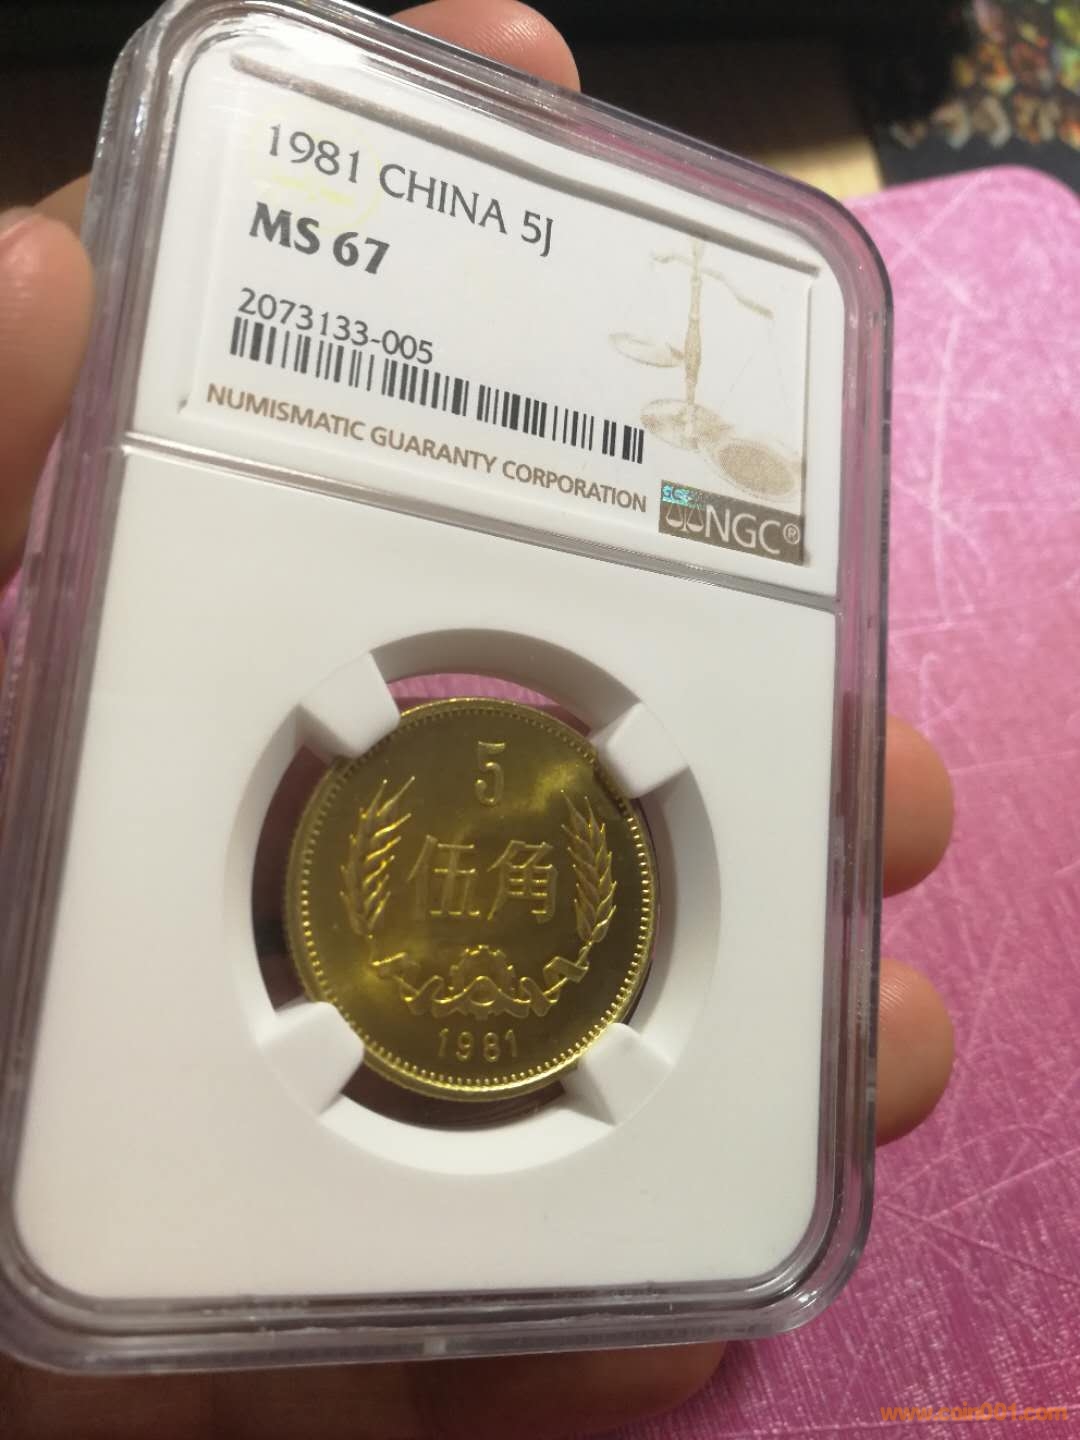 1981 CHINA 5J
MS 67
2073133-005
NUMISMATIC GUARANTY CORPORATION
NGC®
5
伍角
1981
www.coin001.com